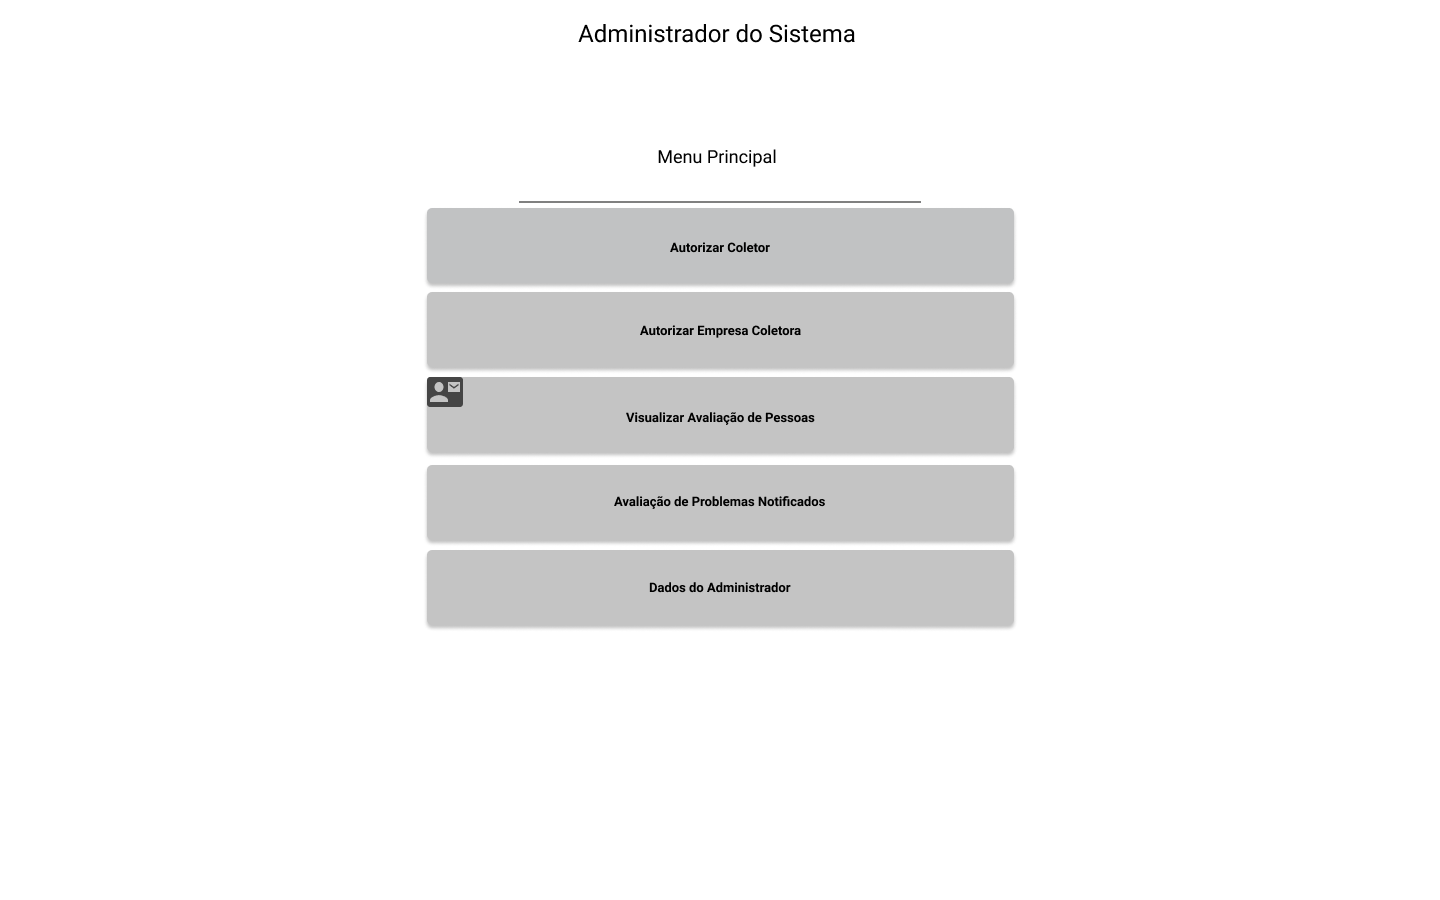 Administrador do Sistema
Menu Principal
Autorizar Coletor
Autorizar Empresa Coletora
Visualizar Avaliação de Pessoas
Avaliação de Problemas Notificados
Dados do Administrador